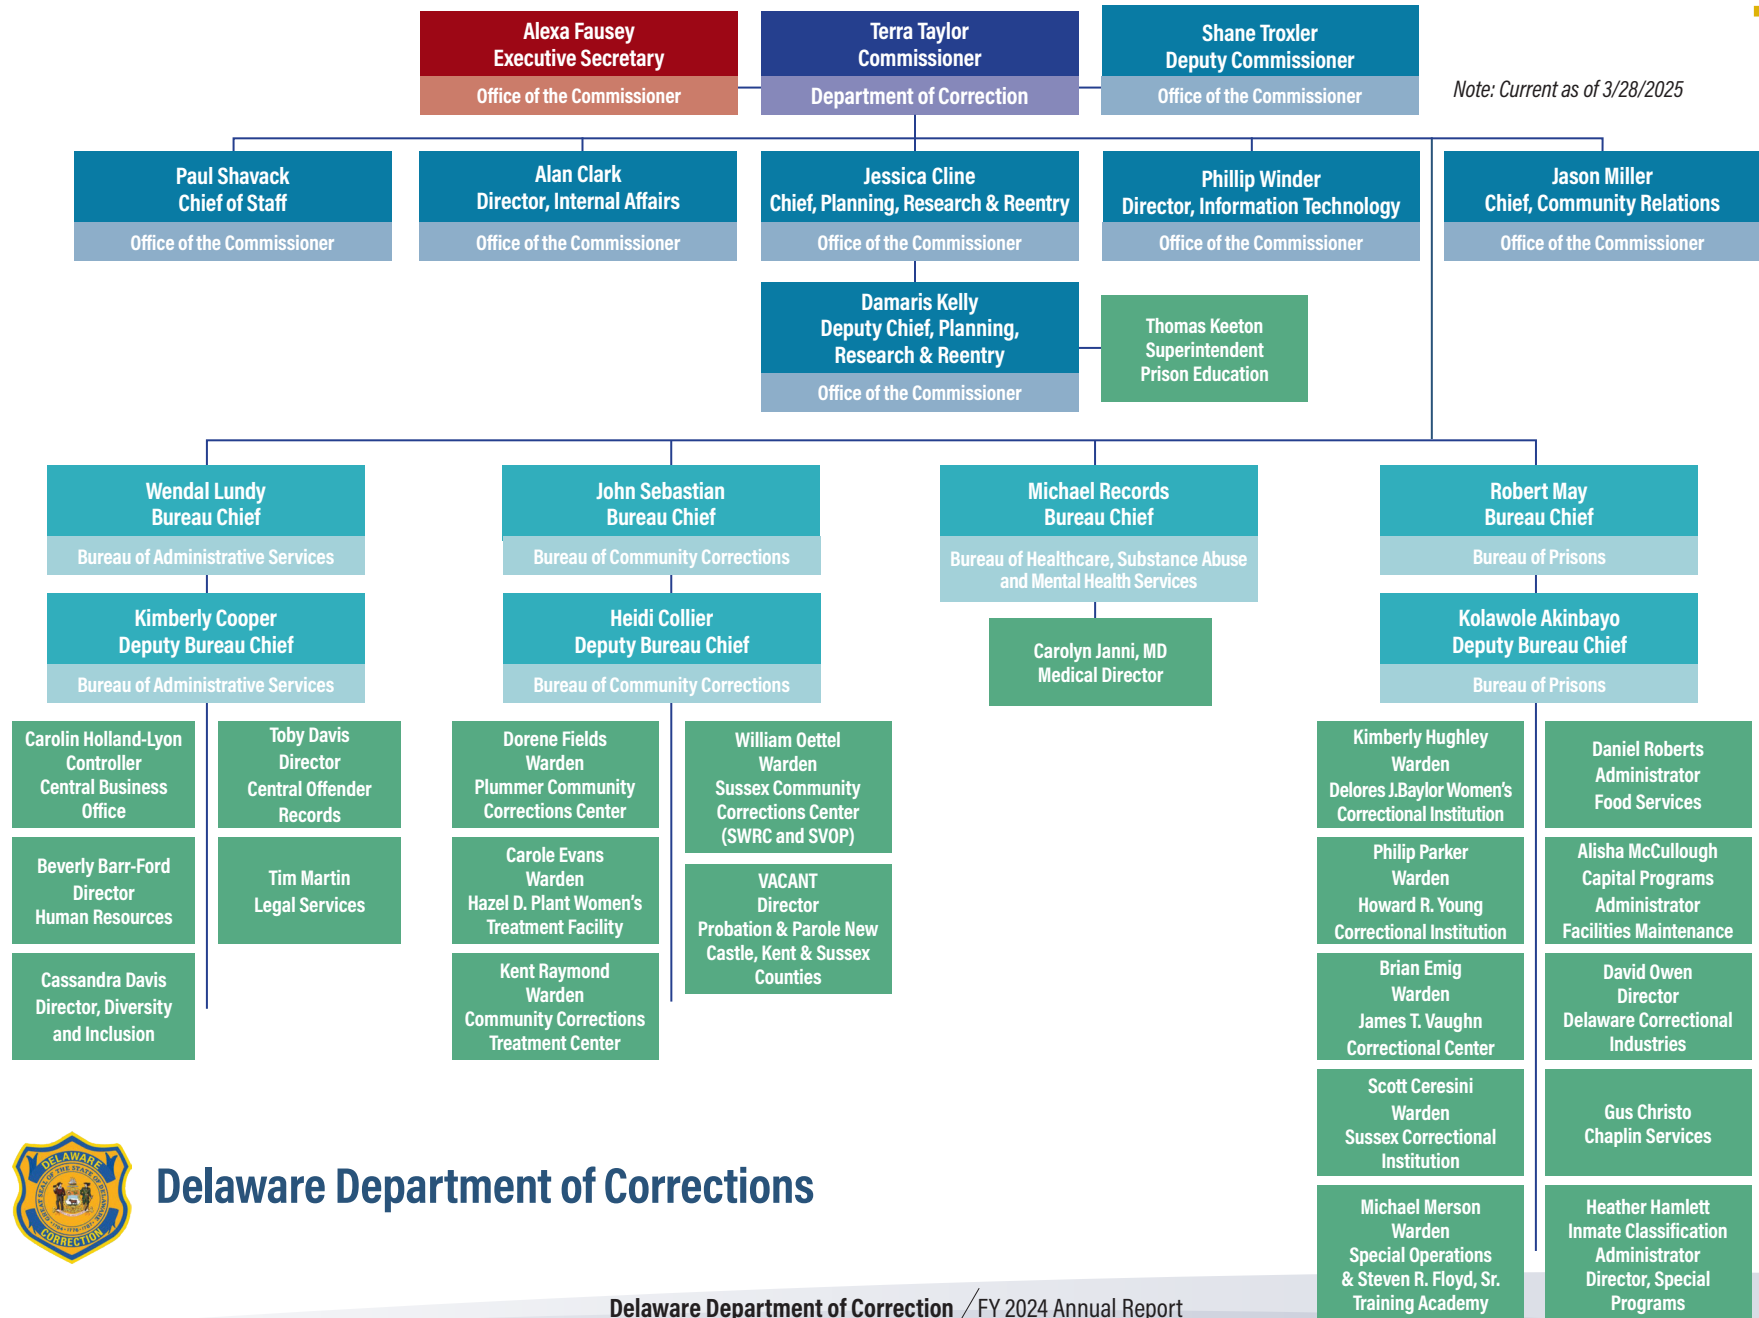 Alexa Fausey
Executive Secretary
Office of the Commissioner
Terra Taylor
Commissioner
Department of Correction
Shane Troxler
Deputy Commissioner
Office of the Commissioner
Note: Current as of 3/28/2025
Paul Shavack
Chief of Staff
Office of the Commissioner
Alan Clark
Director, Internal Affairs
Office of the Commissioner
Jessica Cline
Chief, Planning, Research & Reentry
Office of the Commissioner
Phillip Winder
Director, Information Technology
Office of the Commissioner
Jason Miller
Chief, Community Relations
Office of the Commissioner
Damaris Kelly
Deputy Chief, Planning,
Research & Reentry
Office of the Commissioner
Thomas Keeton
Superintendent
Prison Education
Wendal Lundy
Bureau Chief
Bureau of Administrative Services
John Sebastian
Bureau Chief
Bureau of Community Corrections
Michael Records
Bureau Chief
Bureau of Healthcare, Substance Abuse
and Mental Health Services
Robert May
Bureau Chief
Bureau of Prisons
Kimberly Cooper
Deputy Bureau Chief
Bureau of Administrative Services
Heidi Collier
Deputy Bureau Chief
Bureau of Community Corrections
Carolyn Janni, MD
Medical Director
Kolawole Akinbayo
Deputy Bureau Chief
Bureau of Prisons
Carolin Holland-Lyon
Controller
Central Business
Office
Toby Davis
Director
Central Offender
Records
Beverly Barr-Ford
Director
Human Resources
Tim Martin
Legal Services
Cassandra Davis
Director, Diversity
and Inclusion
Dorene Fields
Warden
Plummer Community
Corrections Center
William Oettel
Warden
Sussex Community
Corrections Center
(SWRC and SVOP)
Carole Evans
Warden
Hazel D. Plant Women's
Treatment Facility
VACANT
Director
Probation & Parole New
Castle, Kent & Sussex
Counties
Kent Raymond
Warden
Community Corrections
Treatment Center
Kimberly Hughley
Warden
Delores J.Baylor Women's
Correctional Institution
Daniel Roberts
Administrator
Food Services
Philip Parker
Warden
Howard R. Young
Correctional Institution
Alisha McCullough
Capital Programs
Administrator
Facilities Maintenance
Brian Emig
Warden
James T. Vaughn
Correctional Center
David Owen
Director
Delaware Correctional
Industries
Scott Ceresini
Warden
Sussex Correctional
Institution
Gus Christo
Chaplin Services
Michael Merson
Warden
Special Operations
& Steven R. Floyd, Sr.
Training Academy
Heather Hamlett
Inmate Classification
Administrator
Director, Special
Programs
DELAWARE
GREAT SEAL OF THE STATE OF DELAWARE
1704 · 1776 · 1787
CORRECTION
Delaware Department of Corrections
Delaware Department of Correction / FY 2024 Annual Report